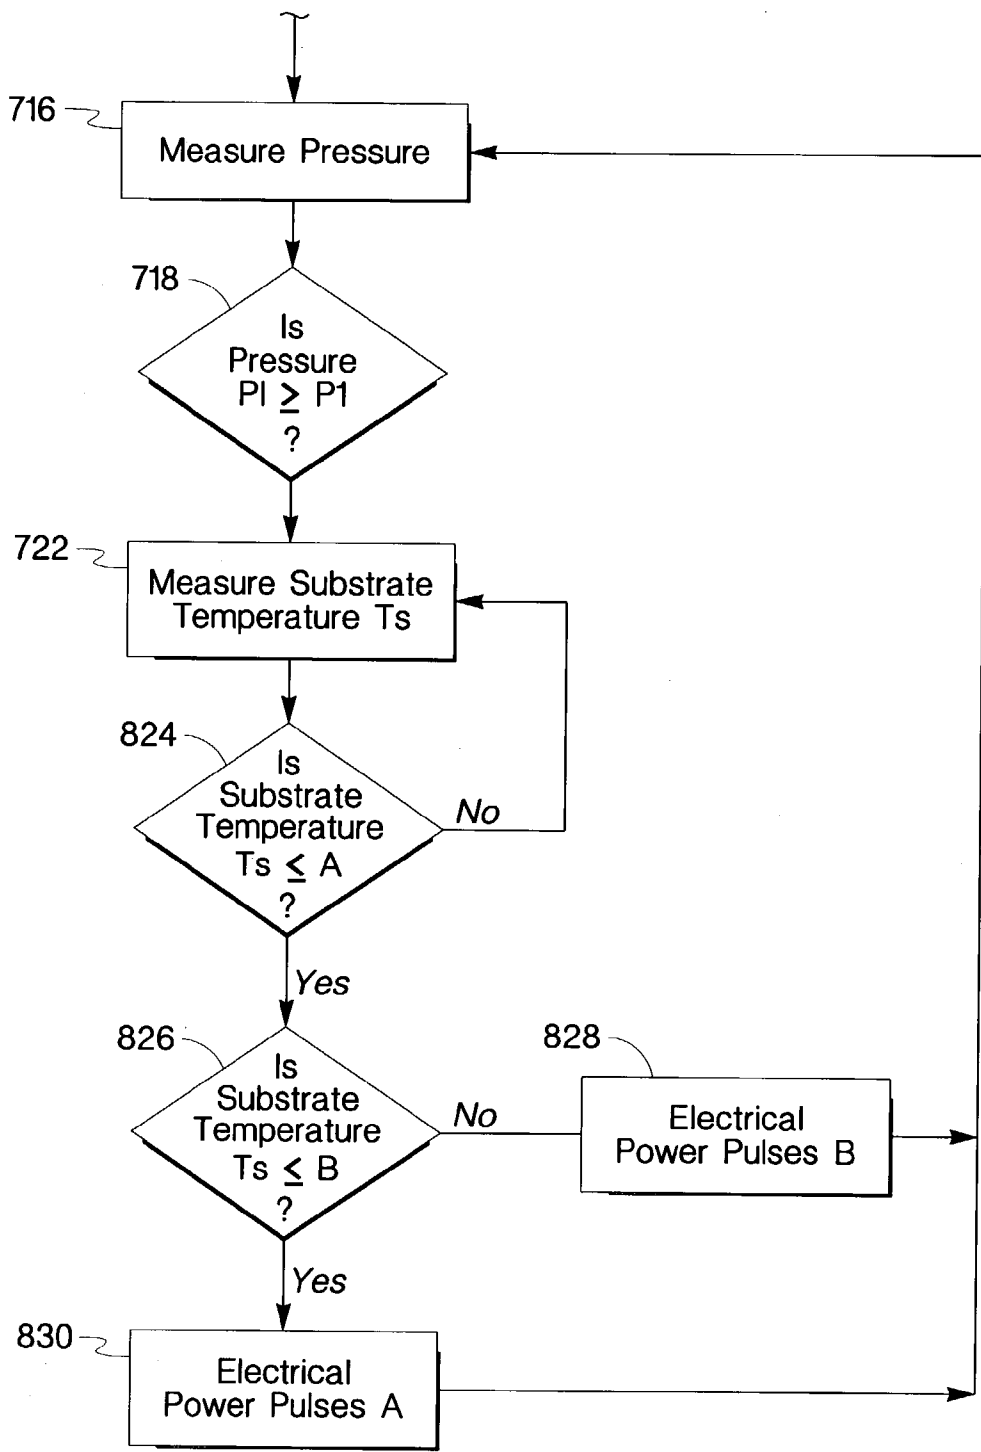 716
Measure Pressure
718
Is
Pressure
PI ≥ P1
?
722
Measure Substrate
Temperature Ts
824
Is
Substrate
Temperature
Ts ≤ A
?
No
Yes
826
Is
Substrate
Temperature
Ts ≤ B
?
No
828
Electrical
Power Pulses B
Yes
830
Electrical
Power Pulses A